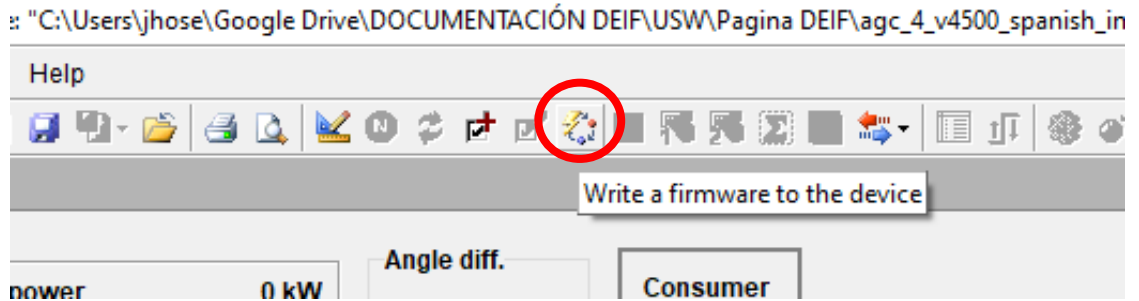 : "C:\Users\jhose\Google Drive\DOCUMENTACIÓN DEIF\USW\Pagina DEIF\agc_4_v4500_spanish_in
Help
N
Write a firmware to the device
Angle diff.
Consumer
power 0 kW